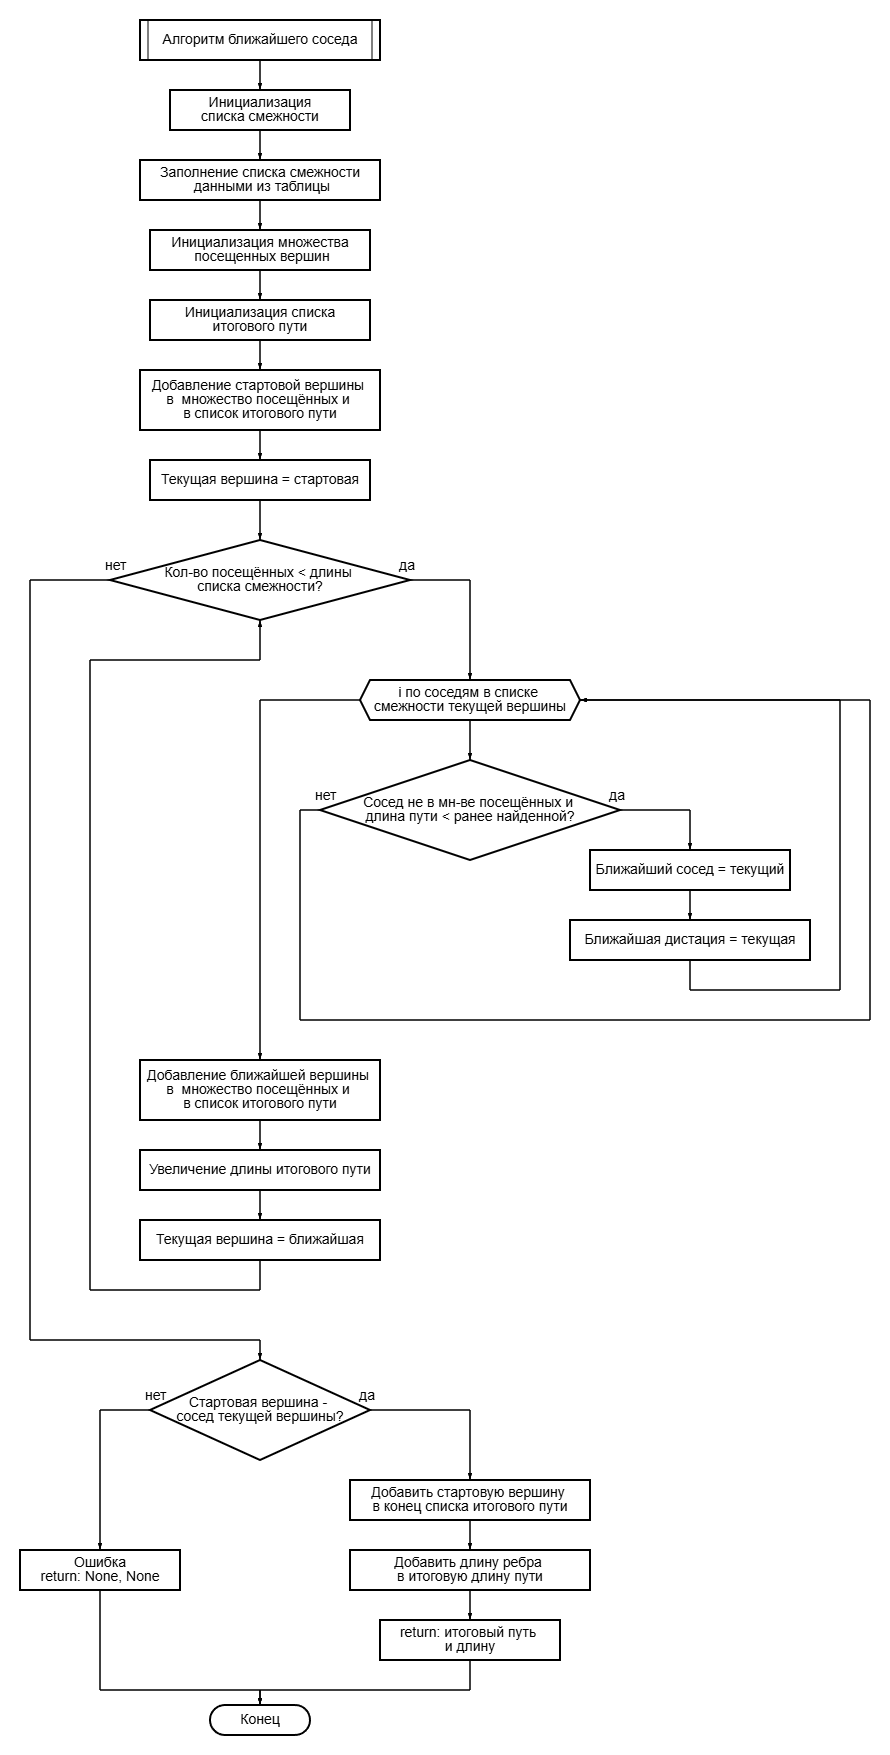 Алгоритм ближайшего соседа
Инициализация
списка смежности
Заполнение списка смежности
данными из таблицы
Инициализация множества
посещенных вершин
Инициализация списка
итогового пути
Добавление стартовой вершины
в множество посещённых и
в список итогового пути
Текущая вершина = стартовая
нет
да
Кол-во посещённых < длины
списка смежности?
i по соседям в списке
смежности текущей вершины
нет
да
Сосед не в мн-ве посещённых и
длина пути < ранее найденной?
Ближайший сосед = текущий
Ближайшая дистация = текущая
Добавление ближайшей вершины
в множество посещённых и
в список итогового пути
Увеличение длины итогового пути
Текущая вершина = ближайшая
нет
да
Стартовая вершина -
сосед текущей вершины?
Добавить стартовую вершину
в конец списка итогового пути
Ошибка
return: None, None
Добавить длину ребра
в итоговую длину пути
return: итоговый путь
и длину
Конец